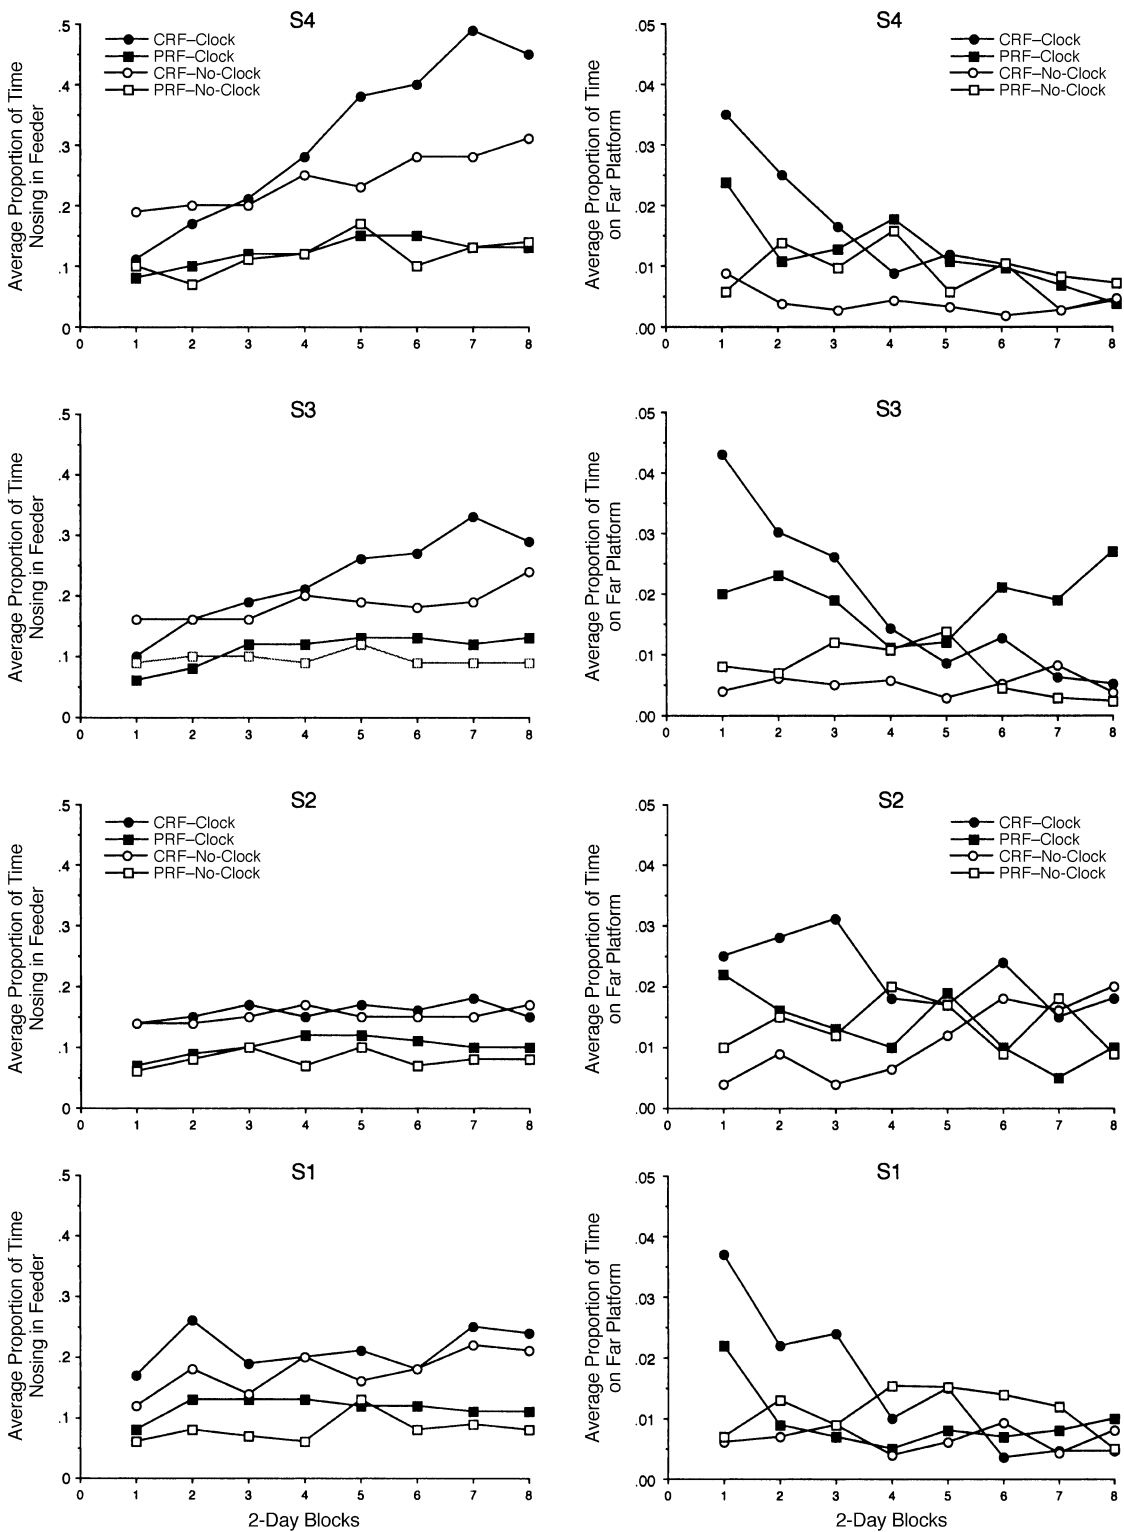 S4
CRF–Clock
PRF–Clock
CRF–No-Clock
PRF–No-Clock
Average Proportion of Time
Nosing in Feeder
.5
.4
.3
.2
.1
0
0 1 2 3 4 5 6 7 8
S4
CRF–Clock
PRF–Clock
CRF–No-Clock
PRF–No-Clock
Average Proportion of Time
on Far Platform
.05
.04
.03
.02
.01
.00
0 1 2 3 4 5 6 7 8
S3
Average Proportion of Time
Nosing in Feeder
.5
.4
.3
.2
.1
0
0 1 2 3 4 5 6 7 8
S3
Average Proportion of Time
on Far Platform
.05
.04
.03
.02
.01
.00
0 1 2 3 4 5 6 7 8
S2
CRF–Clock
PRF–Clock
CRF–No-Clock
PRF–No-Clock
Average Proportion of Time
Nosing in Feeder
.5
.4
.3
.2
.1
0
0 1 2 3 4 5 6 7 8
S2
CRF–Clock
PRF–Clock
CRF–No-Clock
PRF–No-Clock
Average Proportion of Time
on Far Platform
.05
.04
.03
.02
.01
.00
0 1 2 3 4 5 6 7 8
S1
Average Proportion of Time
Nosing in Feeder
.5
.4
.3
.2
.1
0
0 1 2 3 4 5 6 7 8
2-Day Blocks
S1
Average Proportion of Time
on Far Platform
.05
.04
.03
.02
.01
.00
0 1 2 3 4 5 6 7 8
2-Day Blocks